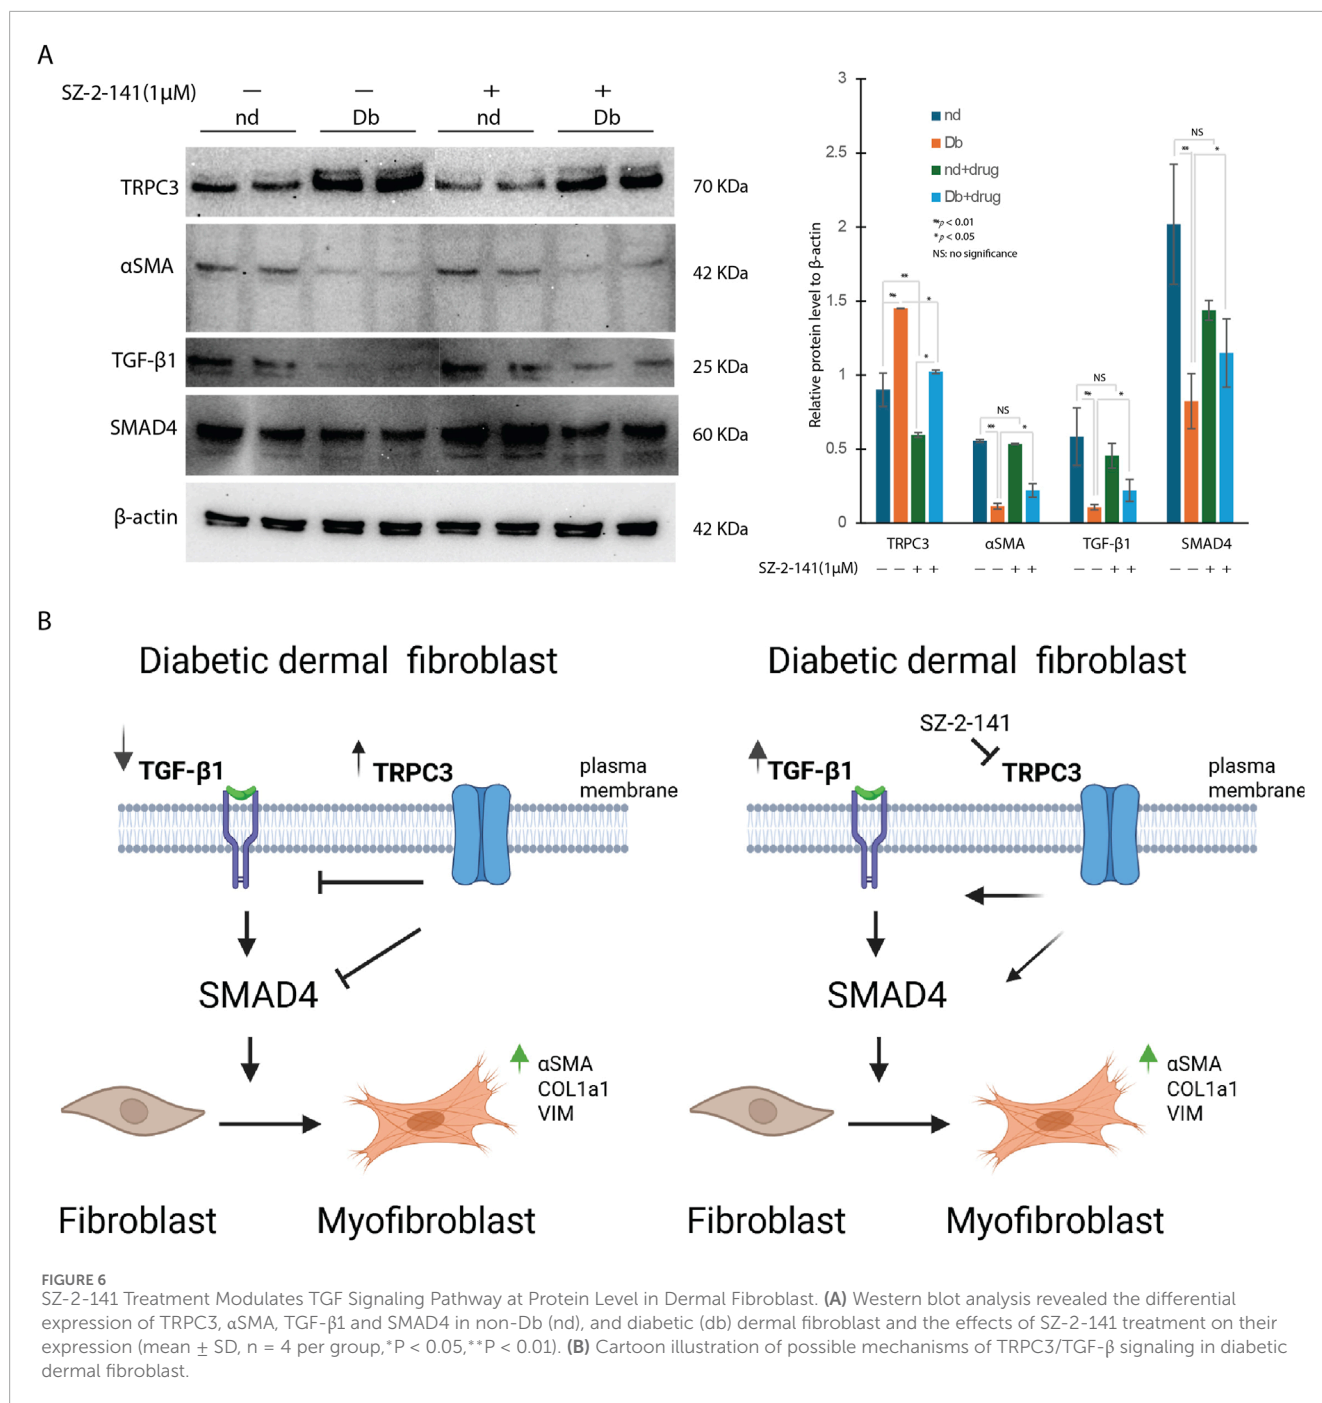 A
SZ-2-141(1μM)
— — + +
nd Db nd Db
TRPC3 70 KDa
αSMA 42 KDa
TGF-β1 25 KDa
SMAD4 60 KDa
β-actin 42 KDa
Relative protein level to β-actin
3
2.5
2
1.5
1
0.5
0
nd
Db
nd+drug
Db+drug
**p < 0.01
*p < 0.05
NS: no significance
** ** * *
NS ** *
NS ** *
NS ** *
TRPC3 αSMA TGF-β1 SMAD4
SZ-2-141(1μM) — — + + — — + + — — + + — — + +
B
Diabetic dermal fibroblast
TGF-β1
TRPC3
plasma
membrane
SMAD4
αSMA
COL1a1
VIM
Fibroblast
Myofibroblast
Diabetic dermal fibroblast
SZ-2-141
TGF-β1
TRPC3
plasma
membrane
SMAD4
αSMA
COL1a1
VIM
Fibroblast
Myofibroblast
FIGURE 6
SZ-2-141 Treatment Modulates TGF Signaling Pathway at Protein Level in Dermal Fibroblast. (A) Western blot analysis revealed the differential
expression of TRPC3, αSMA, TGF-β1 and SMAD4 in non-Db (nd), and diabetic (db) dermal fibroblast and the effects of SZ-2-141 treatment on their
expression (mean ± SD, n = 4 per group,*P < 0.05,**P < 0.01). (B) Cartoon illustration of possible mechanisms of TRPC3/TGF-β signaling in diabetic
dermal fibroblast.